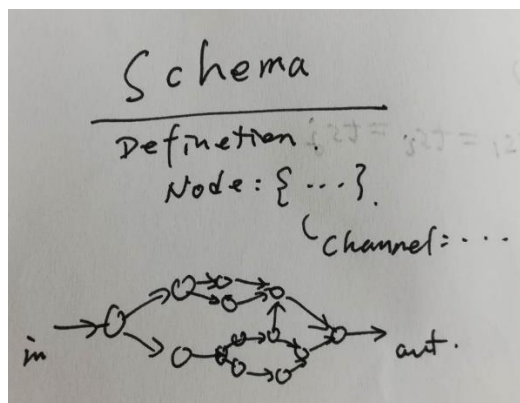 Schema
Definetion:
Node: { ... }.
Channel: ...
in
out.